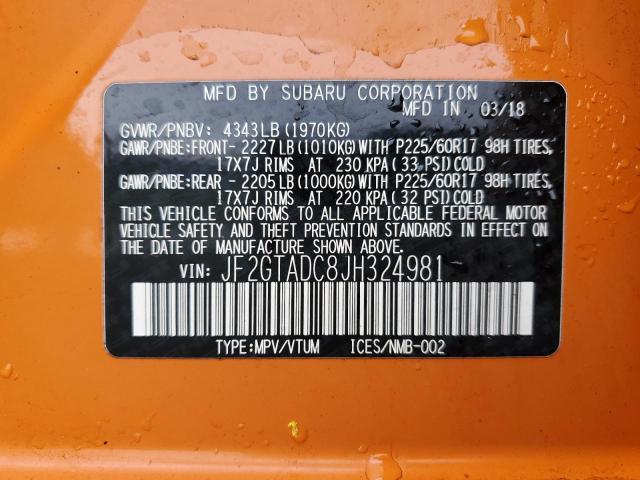 MFD BY SUBARU CORPORATION
MFD IN 03/18
GVWR/PNBV: 4343LB (1970KG)
GAWR/PNBE:FRONT- 2227LB (1010KG) WITH P225/60R17 98H TIRES,
17X7J RIMS AT 230 KPA (33 PSI) COLD
GAWR/PNBE:REAR - 2205LB (1000KG) WITH P225/60R17 98H TIRES,
17X7J RIMS AT 220 KPA (32 PSI) COLD
THIS VEHICLE CONFORMS TO ALL APPLICABLE FEDERAL MOTOR
VEHICLE SAFETY AND THEFT PREVENTION STANDARDS IN EFFECT
ON THE DATE OF MANUFACTURE SHOWN ABOVE.
VIN: JF2GTADC8JH324981
TYPE:MPV/VTUM ICES/NMB-002